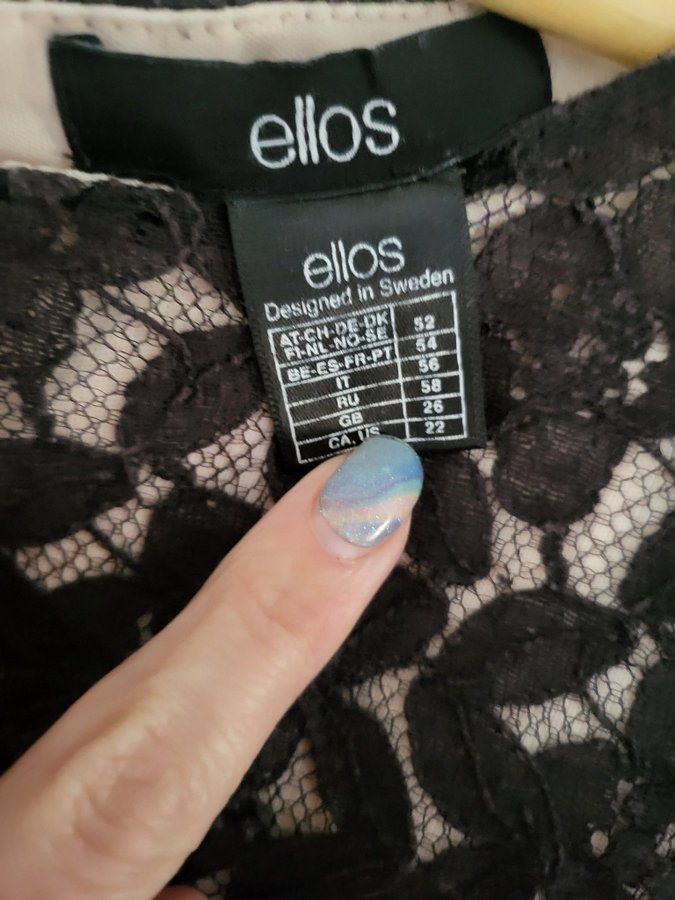 ellos
ellos
Designed in Sweden
AT-CH-DE-DK
FI-NL-NO-SE 52
BE-ES-FR-PT 54
IT 56
RU 58
GB 26
CA, US 22